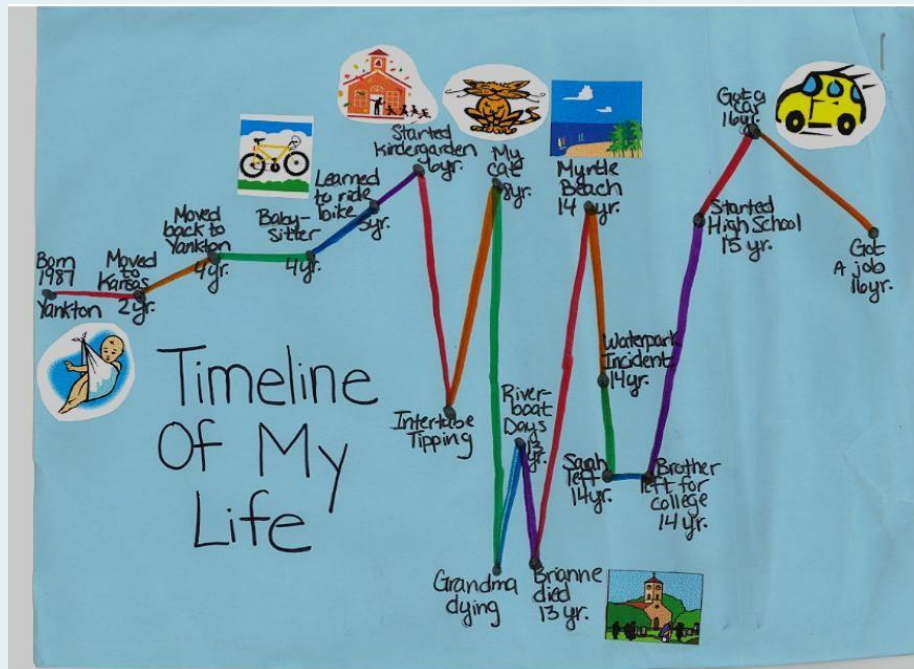 Born
1987
Yankton
Moved
to
Karsas
2yr.
Moved
back to
Yankton
4yr.
Baby-
sitter
4yr.
Learned
to ride
bike
5yr.
Started
Kindergarden
6yr.
Intertube
Tipping
My
cat
8yr.
Grandma
dying
River-
boat
Days
13
yr.
Brianne
died
13 yr.
Myrtle
Beach
14 yr.
Waterpark
Incident
14yr.
Sarah
left
14yr.
Brother
left for
college
14 yr.
Started
High School
15 yr.
Got a
car
16yr.
Got
A job
16yr.
Timeline
Of My
Life